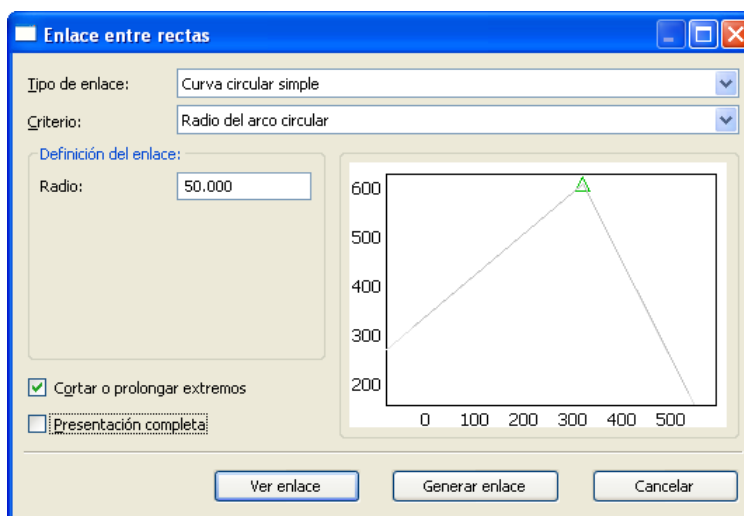 Enlace entre rectas
Tipo de enlace: Curva circular simple
Criterio: Radio del arco circular
Definición del enlace:
Radio: 50.000
600
500
400
300
200
0 100 200 300 400 500
Cortar o prolongar extremos
Presentación completa
Ver enlace Generar enlace Cancelar